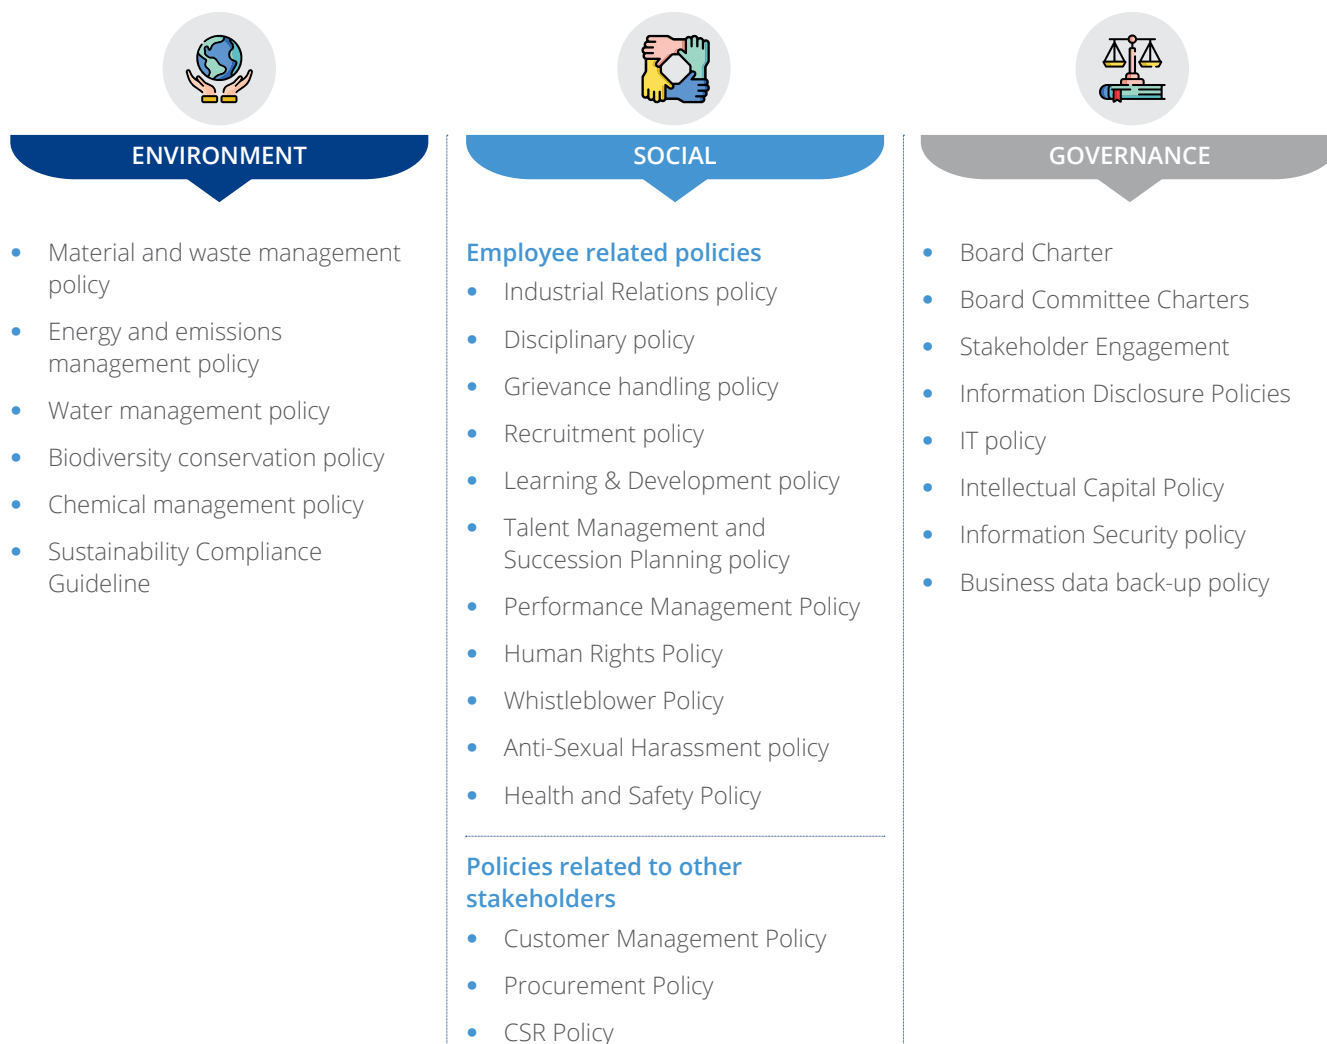 ENVIRONMENT
Material and waste management
policy
Energy and emissions
management policy
Water management policy
Biodiversity conservation policy
Chemical management policy
Sustainability Compliance
Guideline
SOCIAL
Employee related policies
Industrial Relations policy
Disciplinary policy
Grievance handling policy
Recruitment policy
Learning & Development policy
Talent Management and
Succession Planning policy
Performance Management Policy
Human Rights Policy
Whistleblower Policy
Anti-Sexual Harassment policy
Health and Safety Policy
Policies related to other
stakeholders
Customer Management Policy
Procurement Policy
CSR Policy
GOVERNANCE
Board Charter
Board Committee Charters
Stakeholder Engagement
Information Disclosure Policies
IT policy
Intellectual Capital Policy
Information Security policy
Business data back-up policy